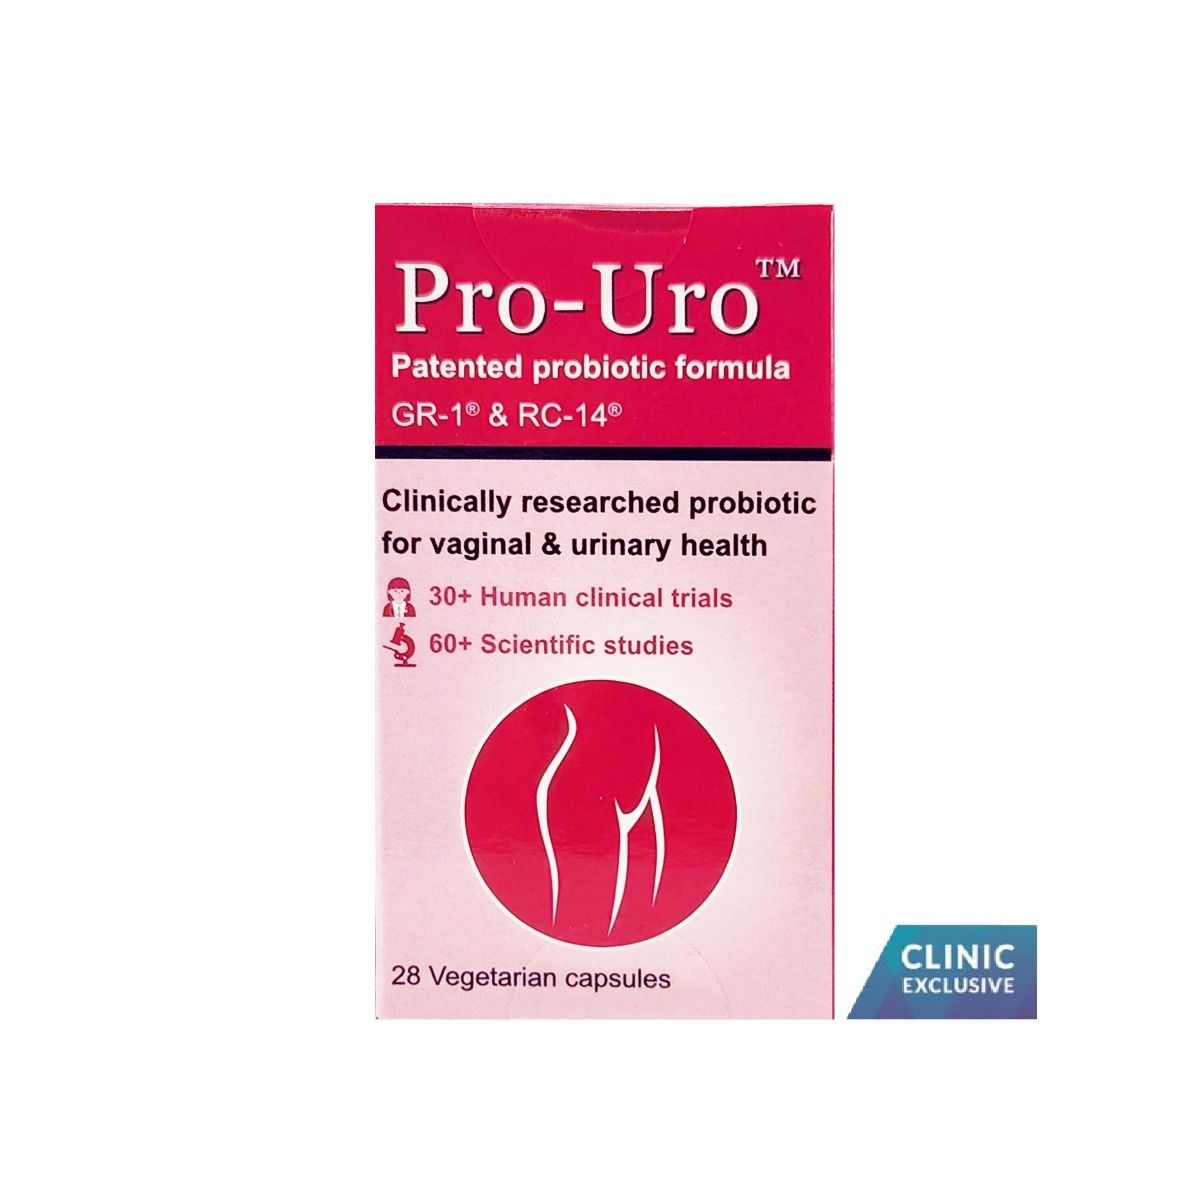 Pro-Uro™
Patented probiotic formula
GR-1® & RC-14®
Clinically researched probiotic
for vaginal & urinary health
30+ Human clinical trials
60+ Scientific studies
28 Vegetarian capsules
CLINIC
EXCLUSIVE